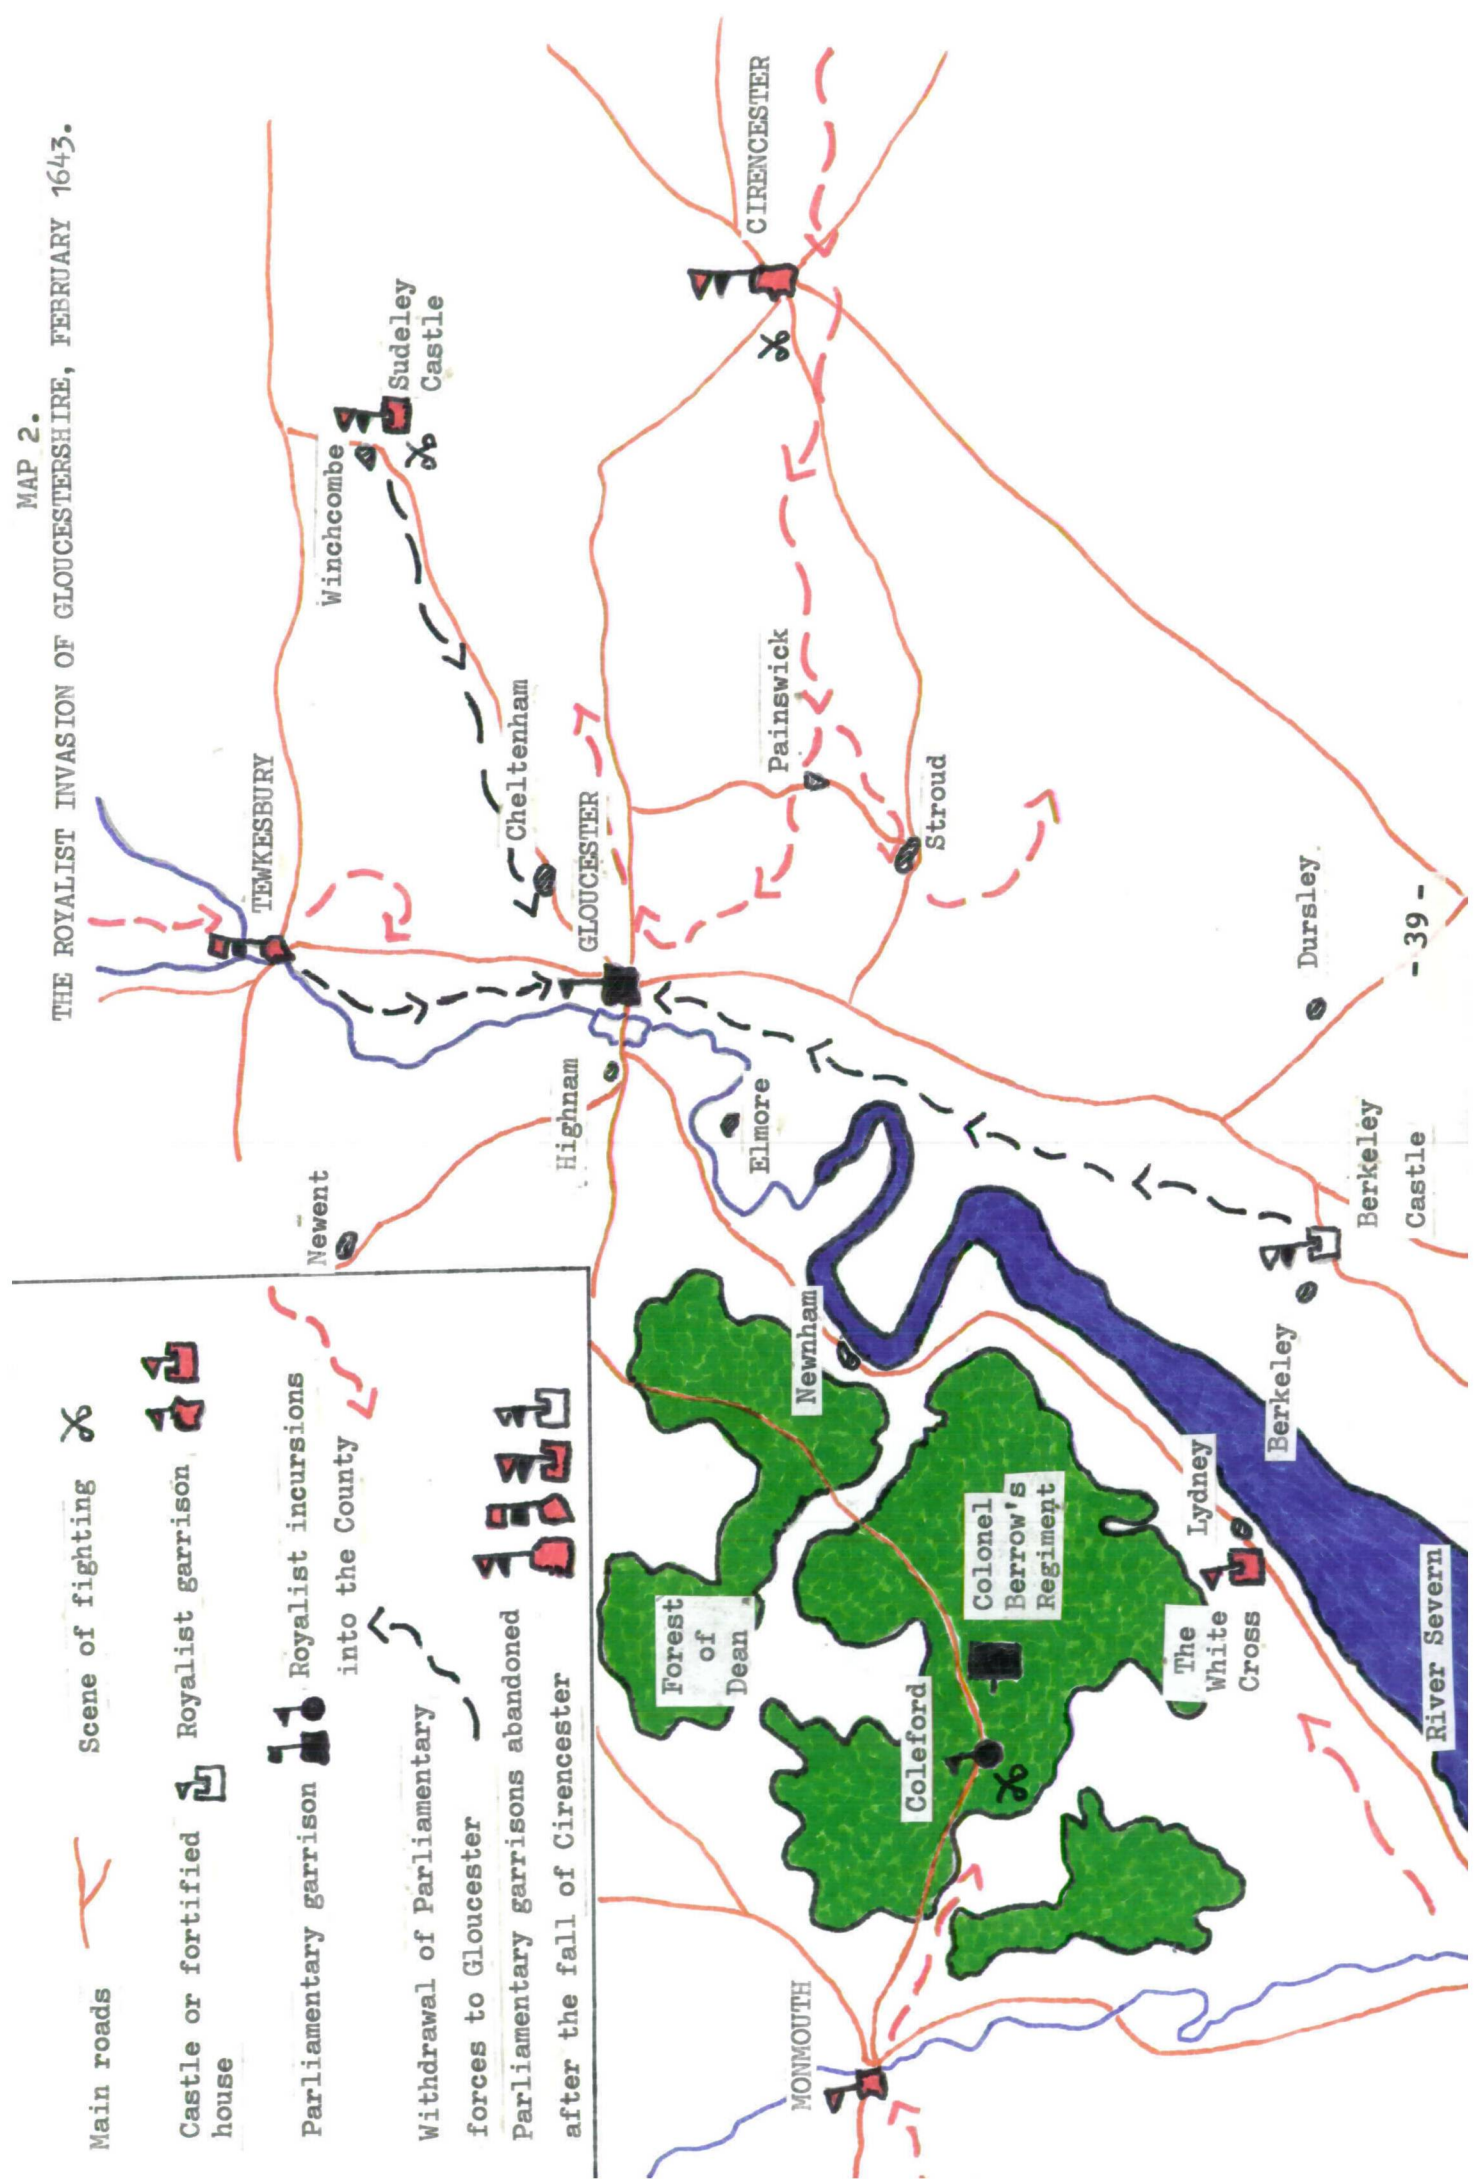 MAP 2.
THE ROYALIST INVASION OF GLOUCESTERSHIRE, FEBRUARY 1643.
Main roads
Scene of fighting
Castle or fortified
house
Royalist garrison
Parliamentary garrison
Royalist incursions
into the County
Withdrawal of Parliamentary
forces to Gloucester
Parliamentary garrisons abandoned
after the fall of Cirencester
TEWKESBURY
Winchcombe
Sudeley
Castle
Cheltenham
GLOUCESTER
CIRENCESTER
Newent
Highnam
Elmore
Painswick
Stroud
Forest
of
Dean
Newnham
MONMOUTH
Coleford
Colonel
Berrow's
Regiment
The
White
Cross
Lydney
Berkeley
Berkeley
Castle
Dursley
River Severn
- 39 -